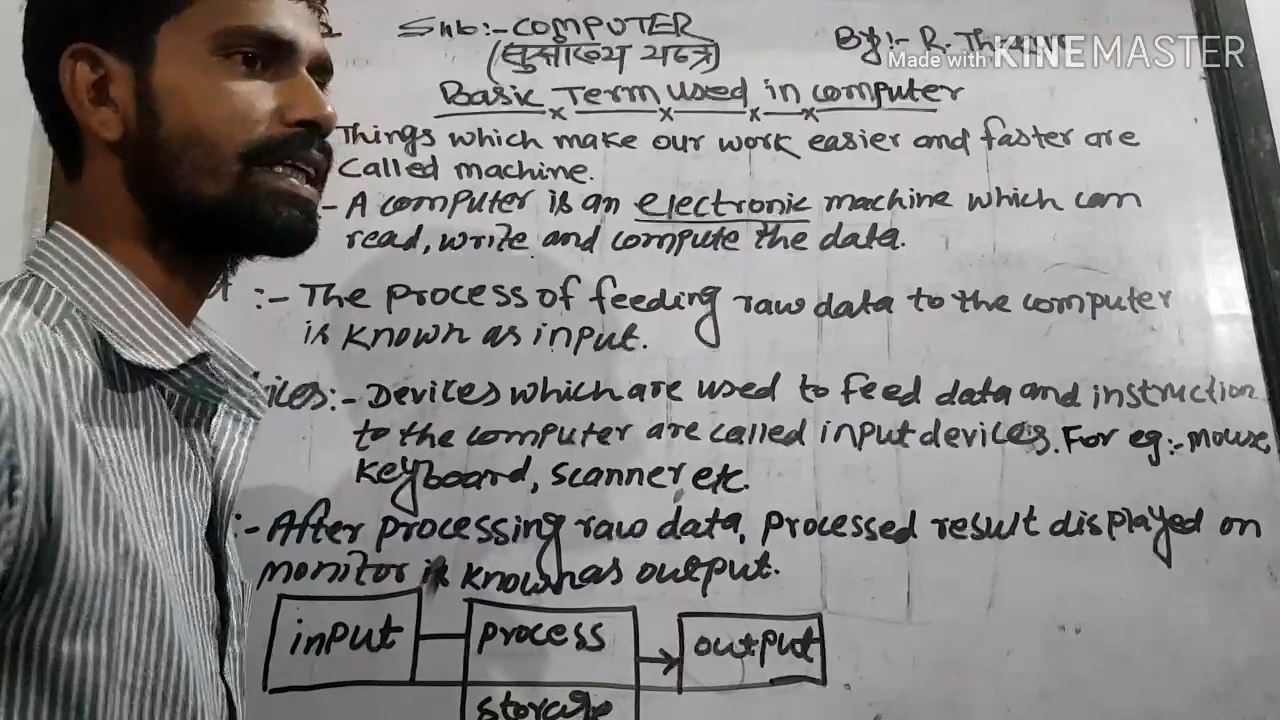 Sub:- COMPUTER
By:- R.
Made with KINEMASTER
Basic Term used in computer
Things which make our work easier and faster are
called machine.
:- A computer is an electronic machine which can
read, write and compute the data.
:- The process of feeding raw data to the computer
is known as input.
ices:- Devices which are used to feed data and instruction
to the computer are called input devices. For eg:- mouse,
keyboard, scanner etc.
:- After processing raw data, processed result displayed on
monitor is known as output.
input process output
storage